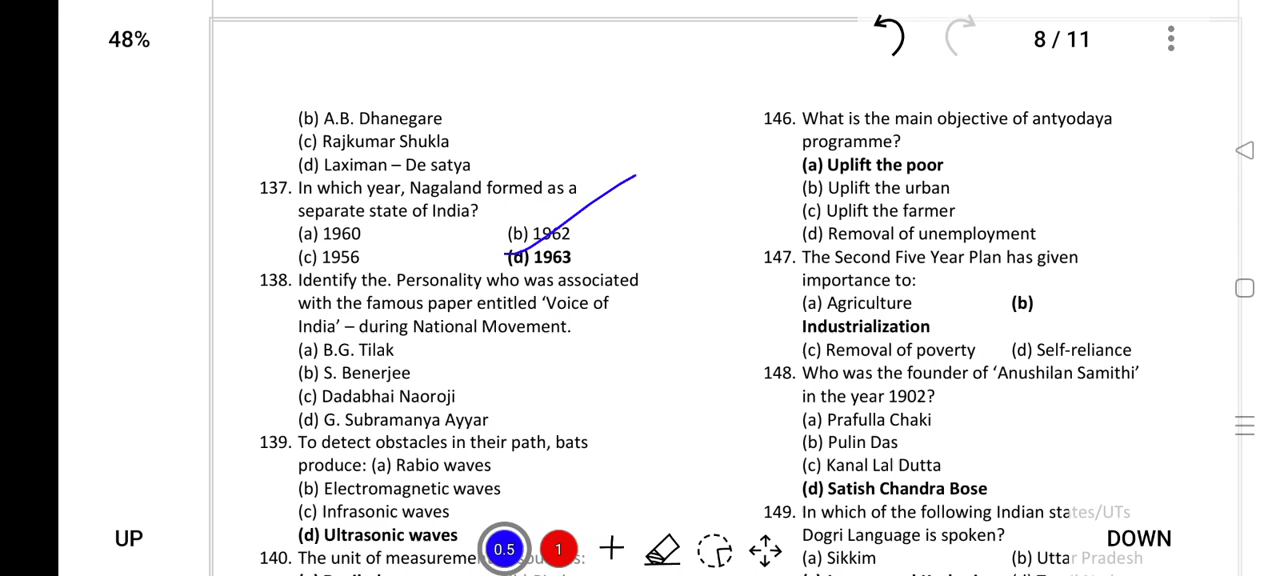 48%
8 / 11
(b) A.B. Dhanegare
(c) Rajkumar Shukla
(d) Laximan – De satya
137. In which year, Nagaland formed as a
separate state of India?
(a) 1960 (b) 1962
(c) 1956 (d) 1963
138. Identify the. Personality who was associated
with the famous paper entitled ‘Voice of
India’ – during National Movement.
(a) B.G. Tilak
(b) S. Benerjee
(c) Dadabhai Naoroji
(d) G. Subramanya Ayyar
139. To detect obstacles in their path, bats
produce: (a) Rabio waves
(b) Electromagnetic waves
(c) Infrasonic waves
(d) Ultrasonic waves
140. The unit of measurement
146. What is the main objective of antyodaya
programme?
(a) Uplift the poor
(b) Uplift the urban
(c) Uplift the farmer
(d) Removal of unemployment
147. The Second Five Year Plan has given
importance to:
(a) Agriculture (b)
Industrialization
(c) Removal of poverty (d) Self-reliance
148. Who was the founder of ‘Anushilan Samithi’
in the year 1902?
(a) Prafulla Chaki
(b) Pulin Das
(c) Kanal Lal Dutta
(d) Satish Chandra Bose
149. In which of the following Indian states/UTs
Dogri Language is spoken?
(a) Sikkim (b) Uttar Pradesh
UP
0.5
1
DOWN